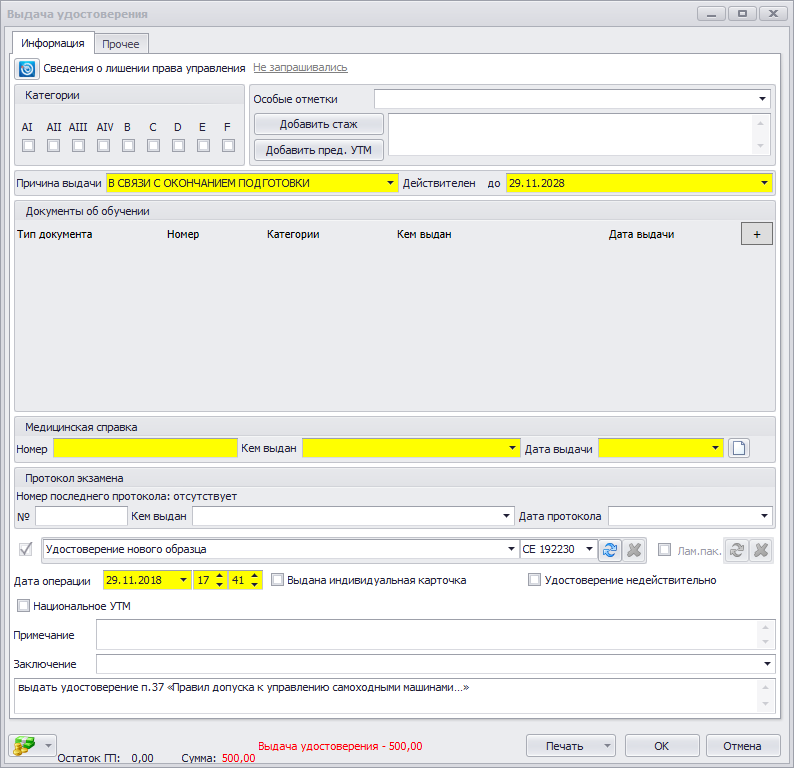 Выдача удостоверения
Информация Прочее
Сведения о лишении права управления Не запрашивались
Категории
AI AII AIII AIV B C D E F
Особые отметки
Добавить стаж
Добавить пред. УТМ
Причина выдачи В СВЯЗИ С ОКОНЧАНИЕМ ПОДГОТОВКИ Действителен до 29.11.2028
Документы об обучении
Тип документа Номер Категории Кем выдан Дата выдачи +
Медицинская справка
Номер Кем выдан Дата выдачи
Протокол экзамена
Номер последнего протокола: отсутствует
№ Кем выдан Дата протокола
Удостоверение нового образца СЕ 192230 Лам.пак.
Дата операции 29.11.2018 17 41 Выдана индивидуальная карточка Удостоверение недействительно
Национальное УТМ
Примечание
Заключение
выдать удостоверение п.37 «Правил допуска к управлению самоходными машинами...»
Остаток ГП: 0,00 Сумма: 500,00 Выдача удостоверения - 500,00 Печать ОК Отмена